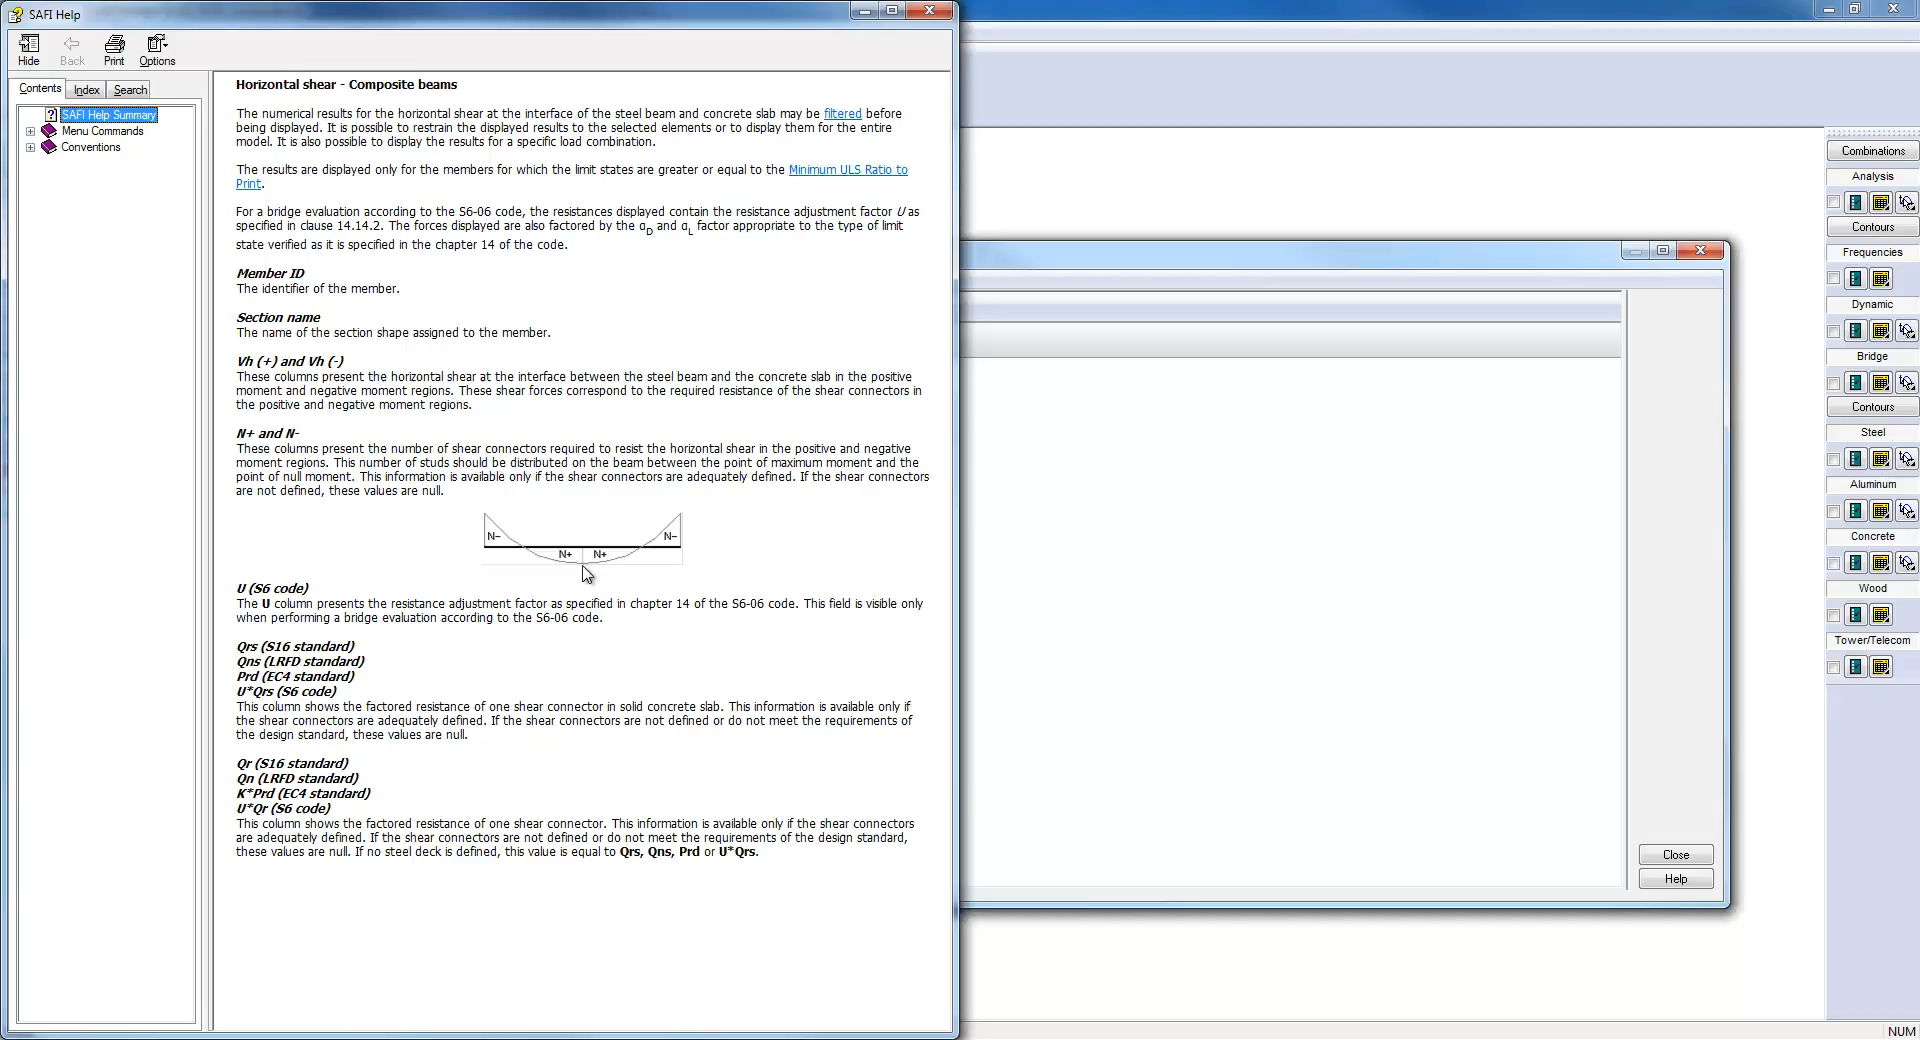 SAFI Help
Hide
Back
Print
Options
Contents
Index
Search
SAFI Help Summary
Menu Commands
Conventions
Horizontal shear - Composite beams
The numerical results for the horizontal shear at the interface of the steel beam and concrete slab may be filtered before
being displayed. It is possible to restrain the displayed results to the selected elements or to display them for the entire
model. It is also possible to display the results for a specific load combination.
The results are displayed only for the members for which the limit states are greater or equal to the Minimum ULS Ratio to
Print.
For a bridge evaluation according to the S6-06 code, the resistances displayed contain the resistance adjustment factor U as
specified in clause 14.14.2. The forces displayed are also factored by the αD and αL factor appropriate to the type of limit
state verified as it is specified in the chapter 14 of the code.
Member ID
The identifier of the member.
Section name
The name of the section shape assigned to the member.
Vh (+) and Vh (-)
These columns present the horizontal shear at the interface between the steel beam and the concrete slab in the positive
moment and negative moment regions. These shear forces correspond to the required resistance of the shear connectors in
the positive and negative moment regions.
N+ and N-
These columns present the number of shear connectors required to resist the horizontal shear in the positive and negative
moment regions. This number of studs should be distributed on the beam between the point of maximum moment and the
point of null moment. This information is available only if the shear connectors are adequately defined. If the shear connectors
are not defined, these values are null.
N- N-
N+ N+
U (S6 code)
The U column presents the resistance adjustment factor as specified in chapter 14 of the S6-06 code. This field is visible only
when performing a bridge evaluation according to the S6-06 code.
Qrs (S16 standard)
Qns (LRFD standard)
Prd (EC4 standard)
U*Qrs (S6 code)
This column shows the factored resistance of one shear connector in solid concrete slab. This information is available only if
the shear connectors are adequately defined. If the shear connectors are not defined or do not meet the requirements of
the design standard, these values are null.
Qr (S16 standard)
Qn (LRFD standard)
K*Prd (EC4 standard)
U*Qr (S6 code)
This column shows the factored resistance of one shear connector. This information is available only if the shear connectors
are adequately defined. If the shear connectors are not defined or do not meet the requirements of the design standard,
these values are null. If no steel deck is defined, this value is equal to Qrs, Qns, Prd or U*Qrs.
Close
Help
Combinations
Analysis
Contours
Frequencies
Dynamic
Bridge
Contours
Steel
Aluminum
Concrete
Wood
Tower/Telecom
NUM